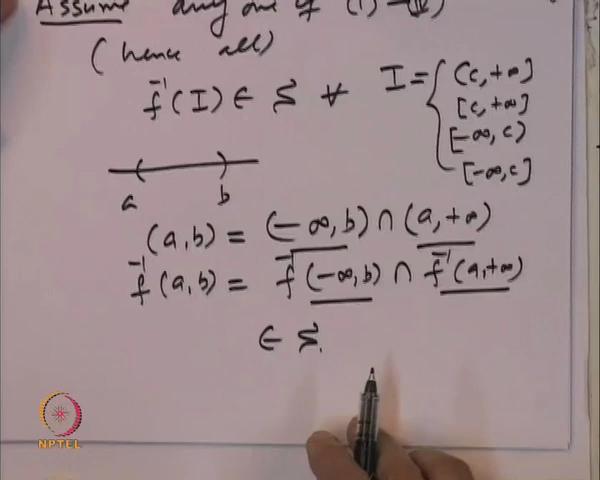 Assume any one of (i)-(iv)
(hence all)
f⁻¹(I) ∈ S ∀ I = { (c,+∞]
[c,+∞]
[-∞,c)
[-∞,c]
a b
(a,b) = (-∞,b) ∩ (a,+∞)
f⁻¹(a,b) = f⁻¹(-∞,b) ∩ f⁻¹(a,+∞)
∈ S.
NPTEL